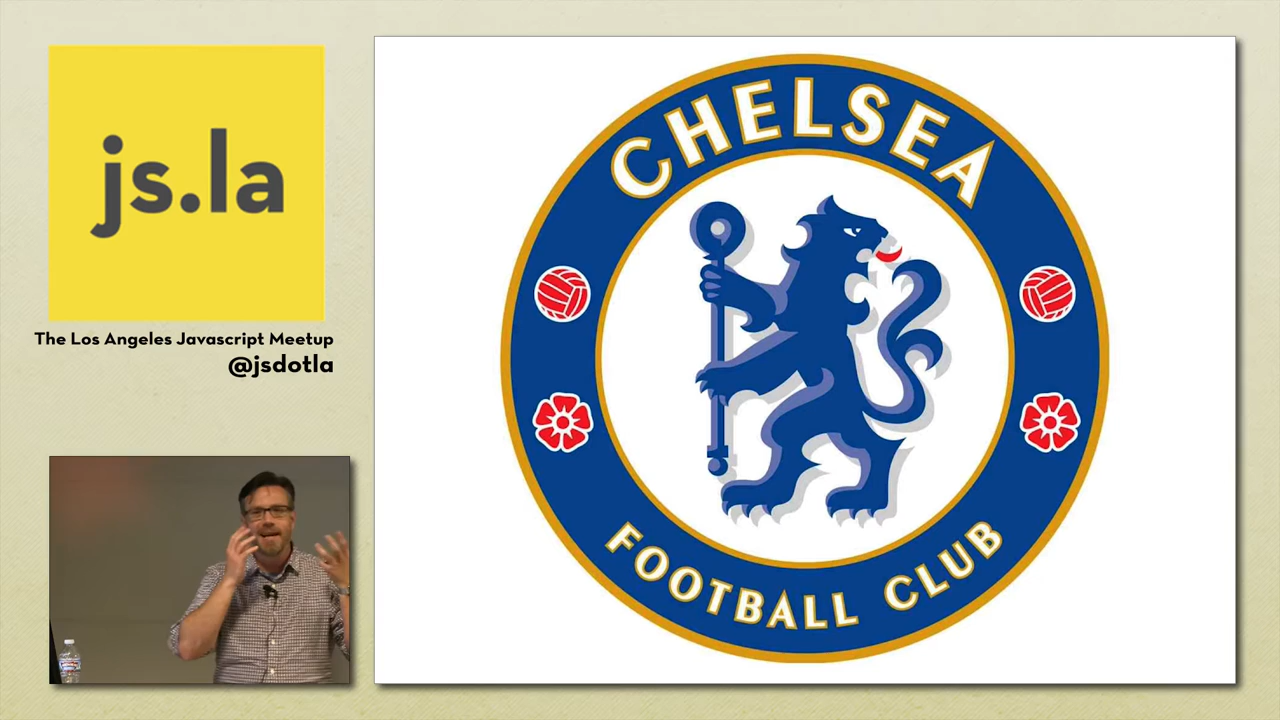 js.la
The Los Angeles Javascript Meetup
@jsdotla
CHELSEA
FOOTBALL CLUB